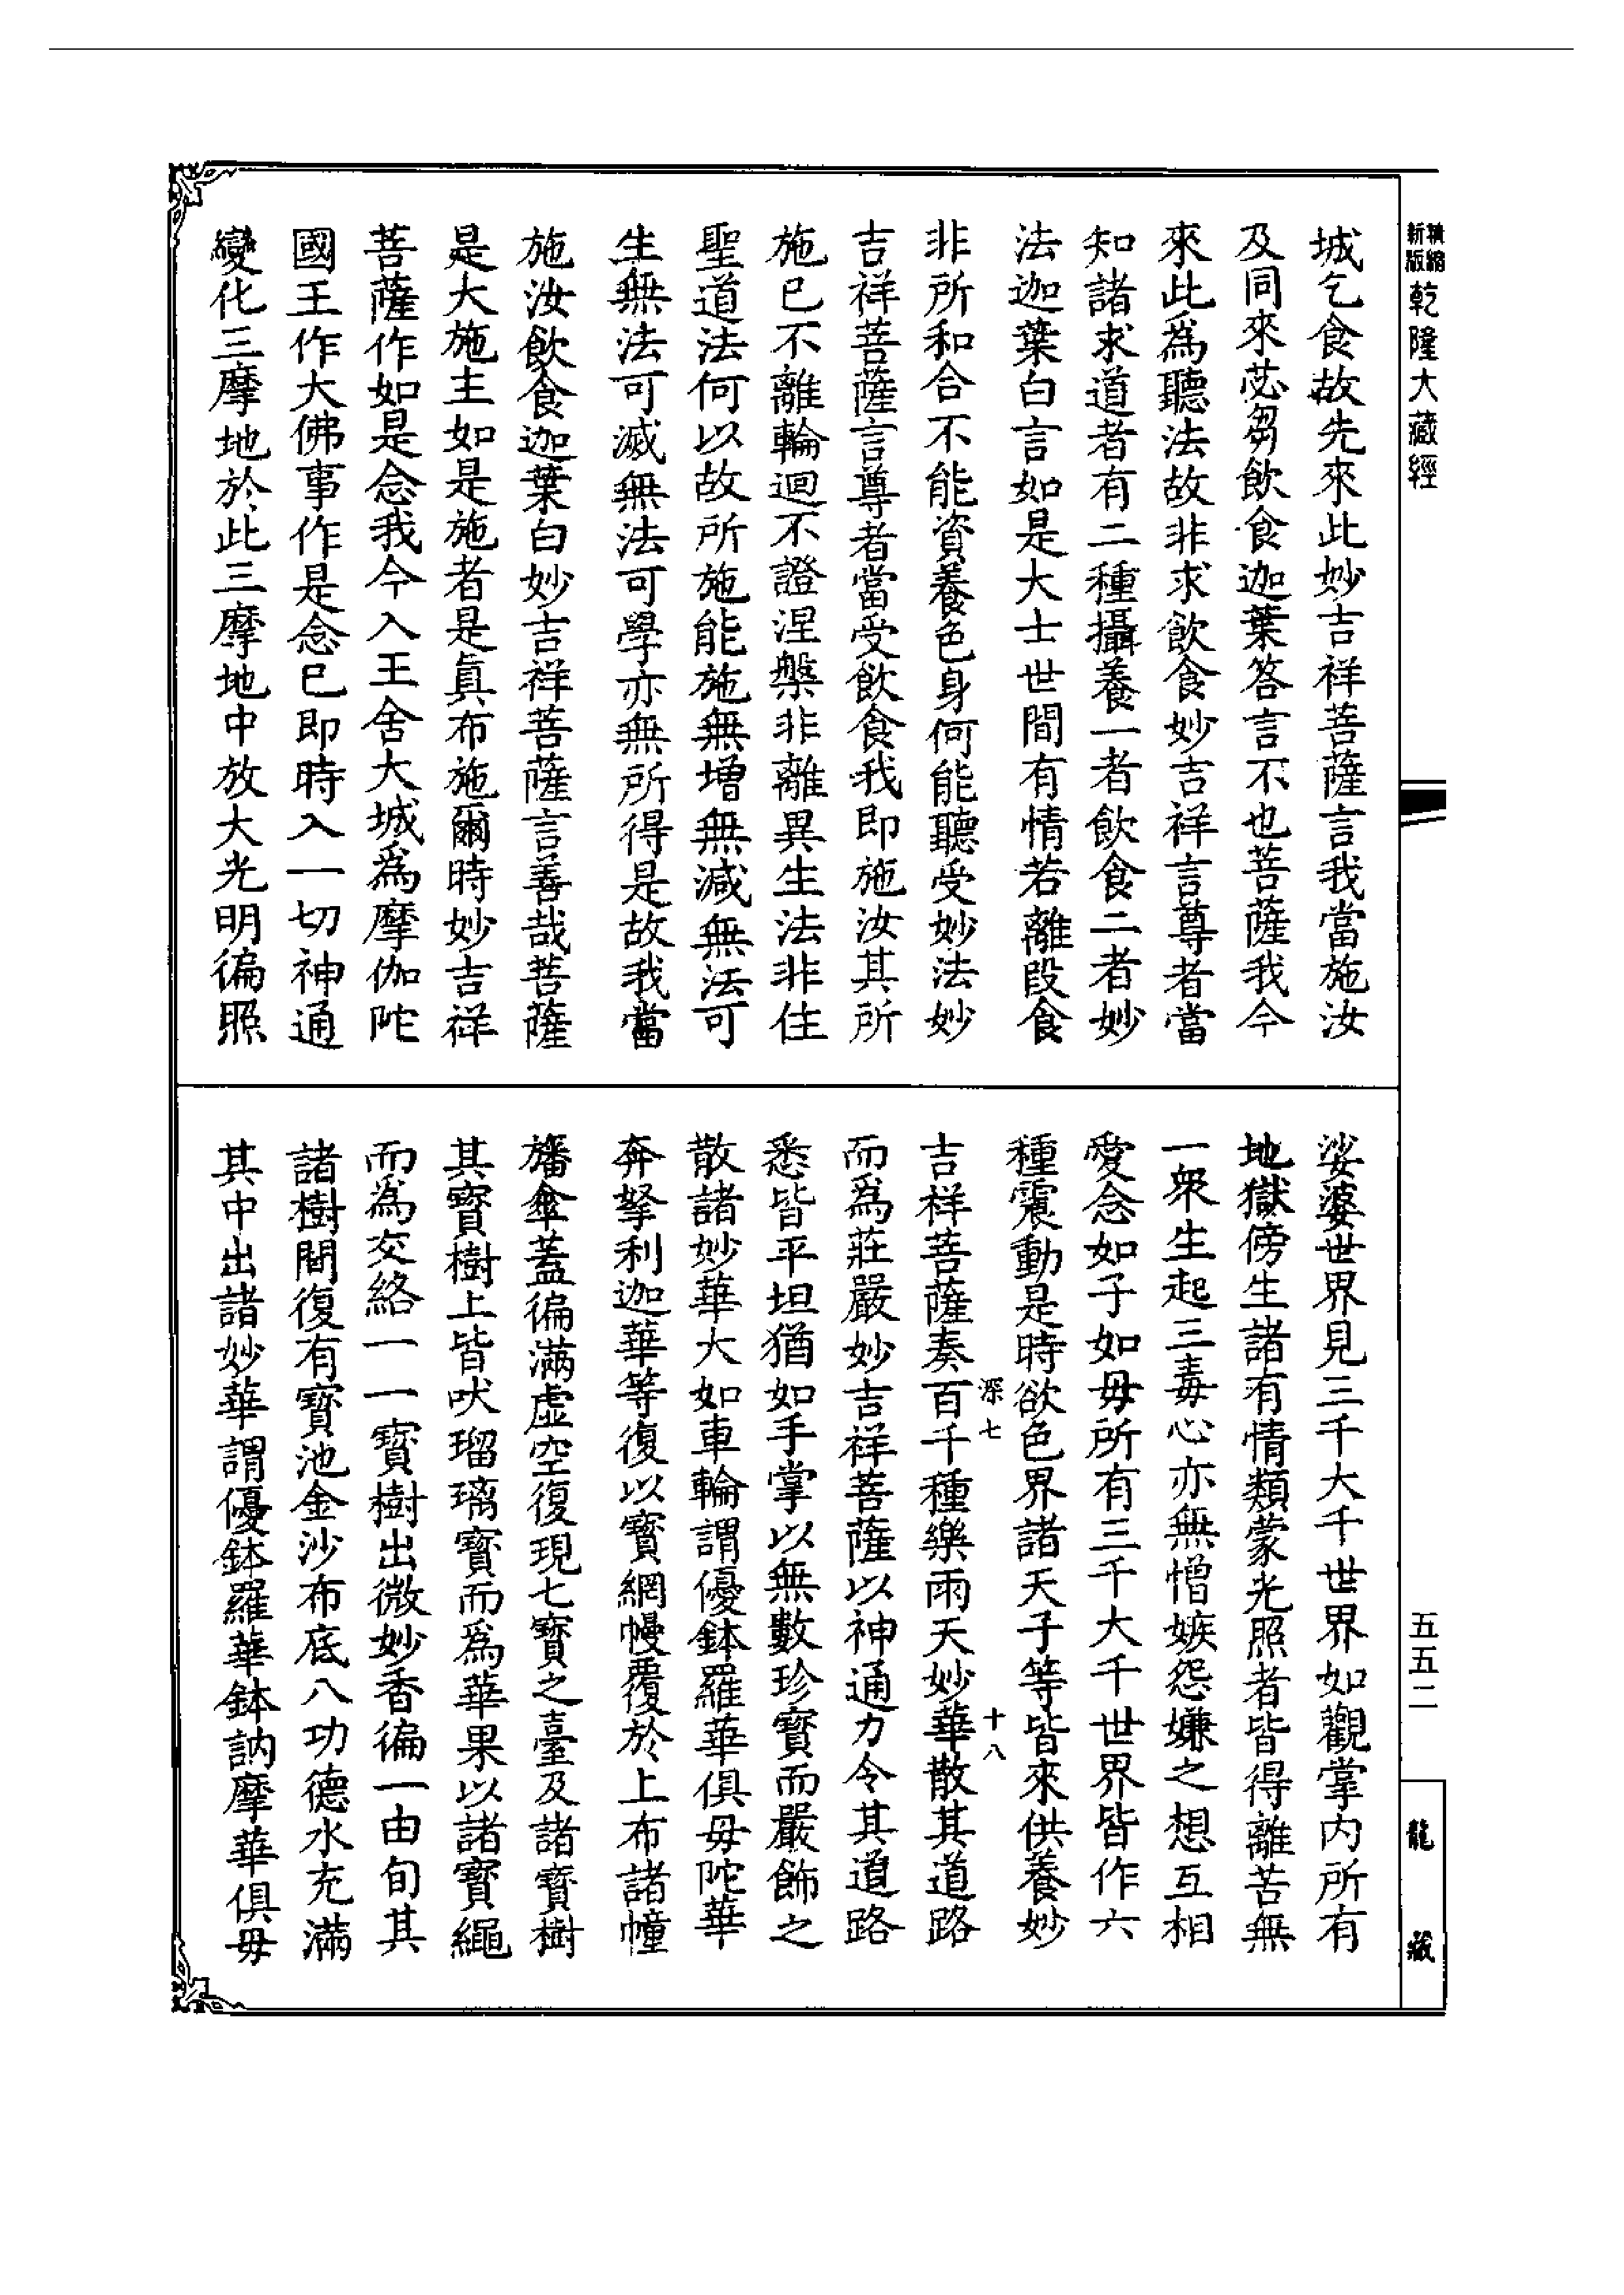 精縮
新版
乾隆大藏經
城乞食故先來此妙吉祥菩薩言我當施汝
及同來苾芻飲食迦葉答言不也菩薩我今
來此為聽法故非求飲食妙吉祥言尊者當
知諸求道者有二種攝養一者飲食二者妙
法迦葉白言如是大士世間有情若離段食
非所和合不能資養色身何能聽受妙法妙
吉祥菩薩言尊者當受飲食我即施汝其所
施已不離輪迴不證涅槃非離異生法非住
聖道法何以故所施能施無增無減無法可
生無法可滅無法可學亦無所得是故我當
施汝飲食迦葉白妙吉祥菩薩言善哉菩薩
是大施主如是施者是真布施爾時妙吉祥
菩薩作如是念我今入王舍大城為摩伽陀
國王作大佛事作是念已即時入一切神通
變化三摩地於此三摩地中放大光明徧照
娑婆世界見三千大千世界如觀掌內所有
地獄傍生諸有情類蒙光照者皆得離苦無
一眾生起三毒心亦無憎嫉怨嫌之想互相
愛念如子如母所有三千大千世界皆作六
種震動是時欲色界諸天子等皆來供養妙
深七 十八
吉祥菩薩奏百千種樂雨天妙華散其道路
而為莊嚴妙吉祥菩薩以神通力令其道路
悉皆平坦猶如手掌以無數珍寶而嚴飾之
散諸妙華大如車輪謂優鉢羅華俱母陀華
奔拏利迦華等復以寶網幔覆於上布諸幢
旛傘蓋徧滿虛空復現七寶之臺及諸寶樹
其寶樹上皆吠瑠璃寶而為華果以諸寶繩
而為交絡一一寶樹出微妙香徧一由旬其
諸樹間復有寶池金沙布底八功德水充滿
其中出諸妙華謂優鉢羅華鉢訥摩華俱母
五五二
龍藏